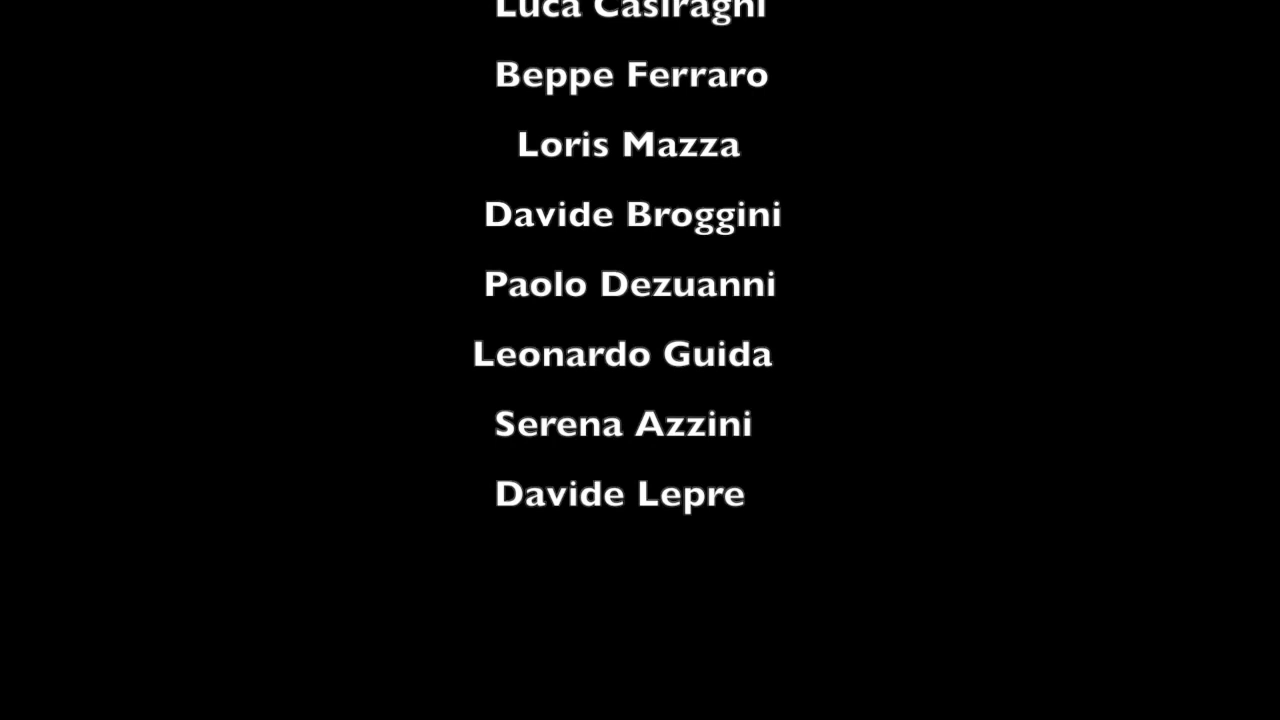 Luca Casiraghi
Beppe Ferraro
Loris Mazza
Davide Broggini
Paolo Dezuanni
Leonardo Guida
Serena Azzini
Davide Lepre